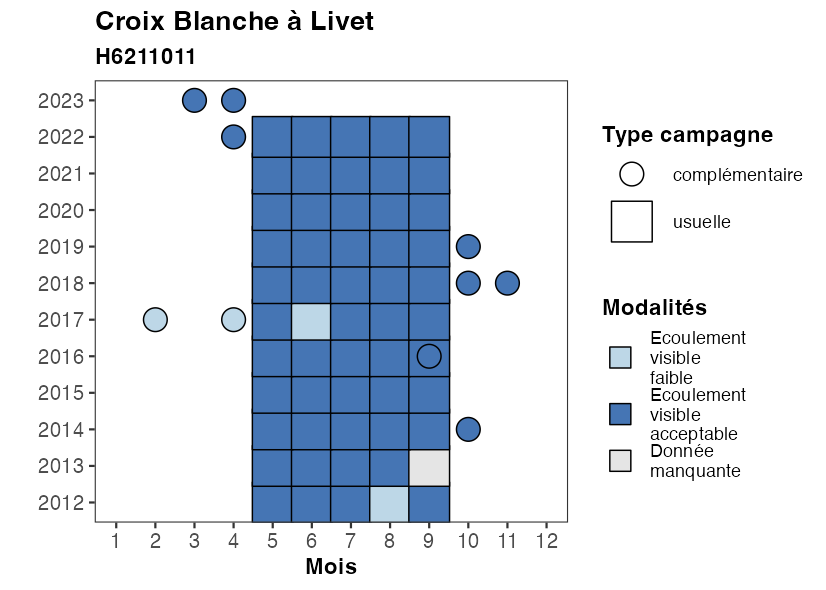 Croix Blanche à Livet
H6211011
2023
2022
2021
2020
2019
2018
2017
2016
2015
2014
2013
2012
1 2 3 4 5 6 7 8 9 10 11 12
Mois
Type campagne
complémentaire
usuelle
Modalités
Ecoulement
visible
faible
Ecoulement
visible
acceptable
Donnée
manquante